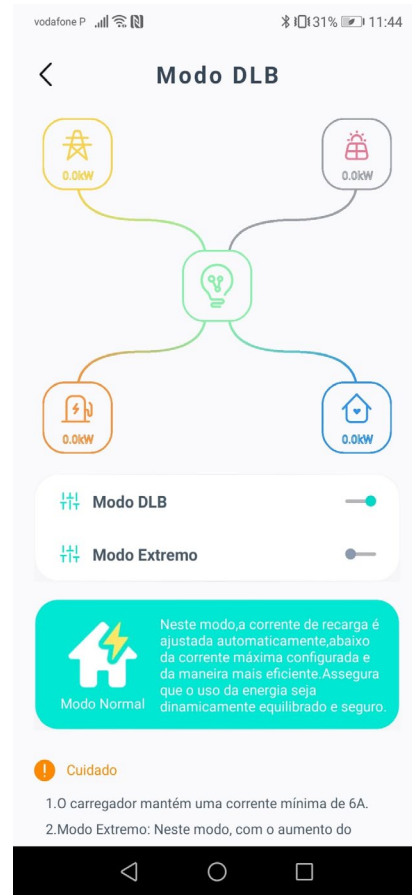 vodafone P 31% 11:44
Modo DLB
0.0kW 0.0kW
0.0kW 0.0kW
Modo DLB
Modo Extremo
Neste modo,a corrente de recarga é
ajustada automaticamente,abaixo
da corrente máxima configurada e
da maneira mais eficiente.Assegura
que o uso da energia seja
dinamicamente equilibrado e seguro.
Modo Normal
Cuidado
1.O carregador mantém uma corrente mínima de 6A.
2.Modo Extremo: Neste modo, com o aumento do